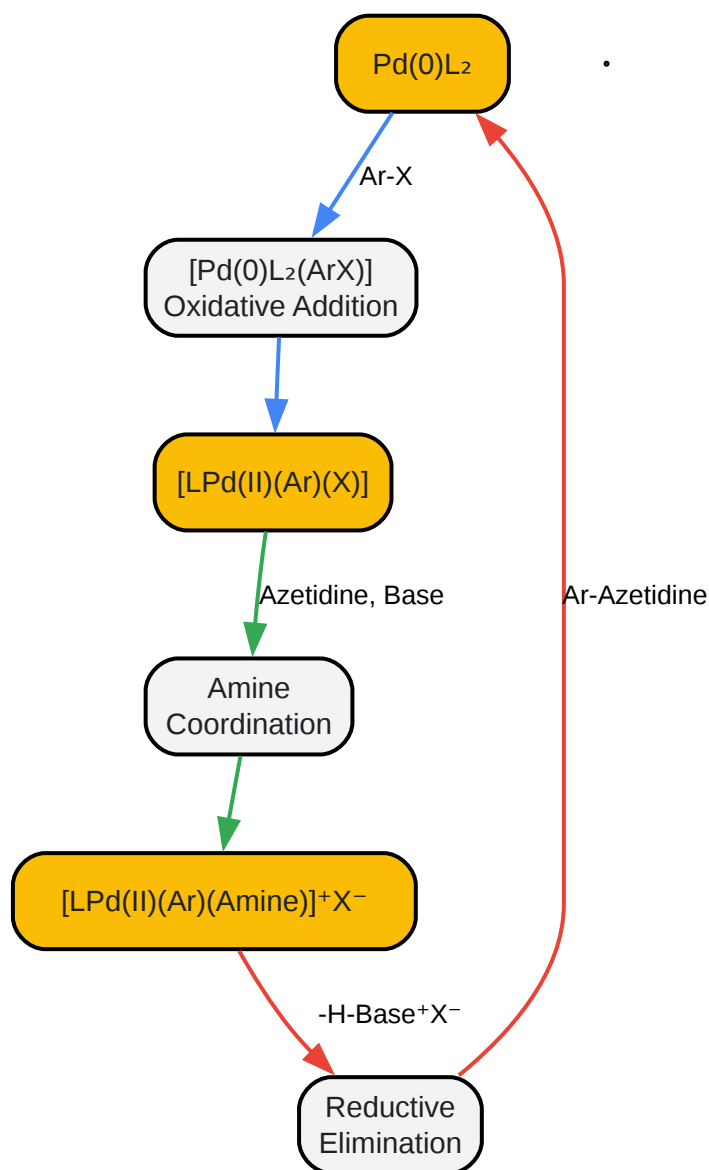 Pd(0)L₂
Ar-X
[Pd(0)L₂(ArX)]
Oxidative Addition
[LPd(II)(Ar)(X)]
Azetidine, Base
Ar-Azetidine
Amine
Coordination
[LPd(II)(Ar)(Amine)]⁺X⁻
-H-Base⁺X⁻
Reductive
Elimination